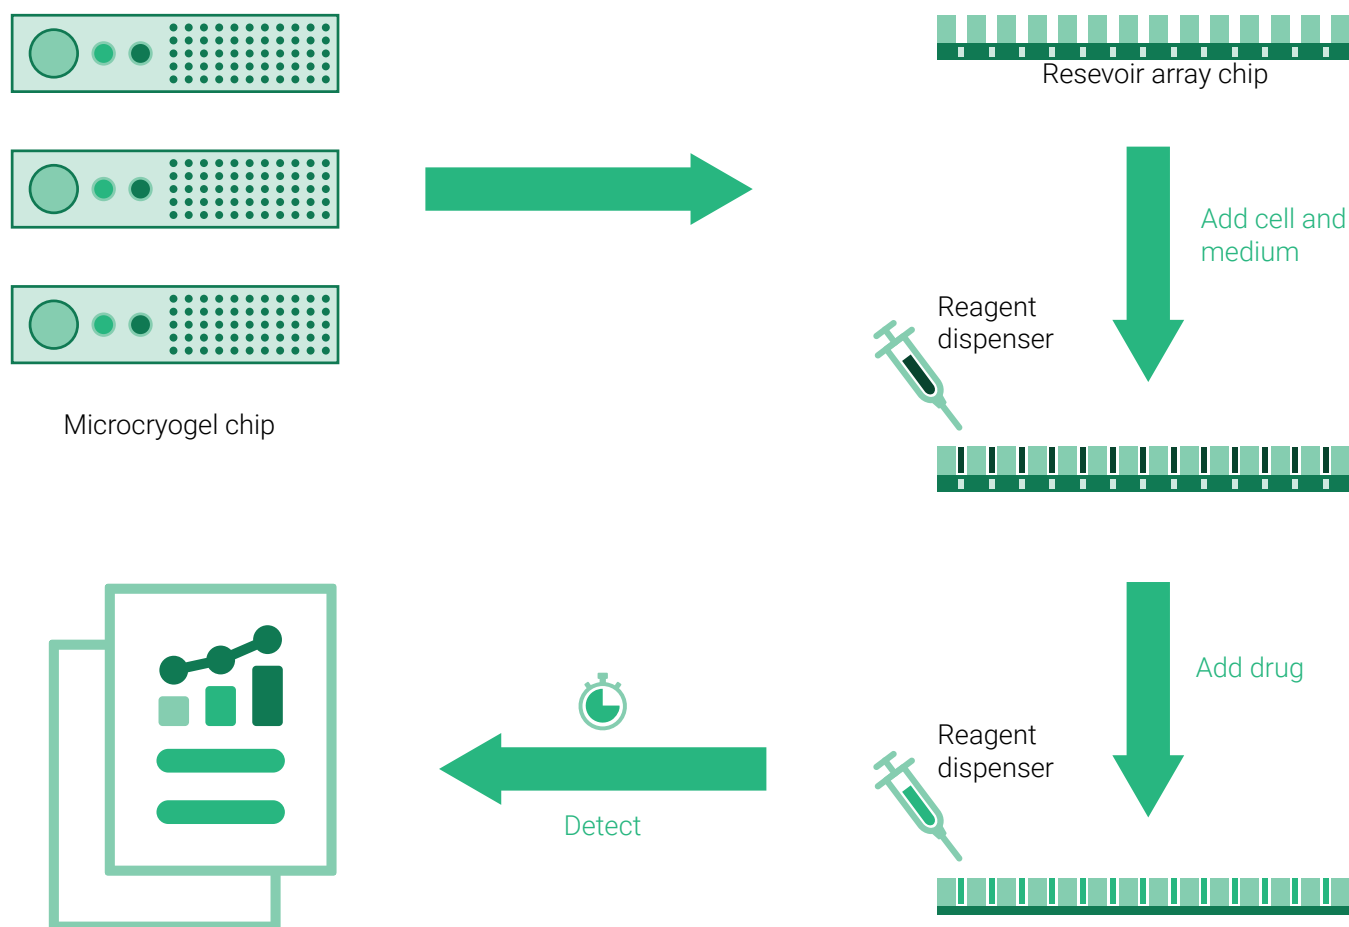 Resevoir array chip
Add cell and
medium
Reagent
dispenser
Microcryogel chip
Add drug
Reagent
dispenser
Detect